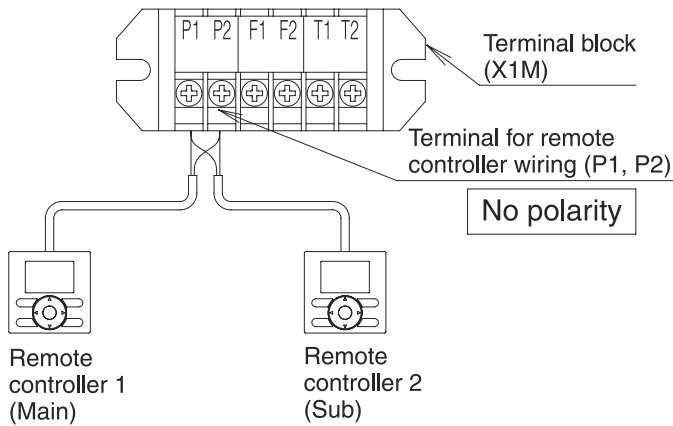 P1 P2 F1 F2 T1 T2
Terminal block
(X1M)
Terminal for remote
controller wiring (P1, P2)
No polarity
Remote
controller 1
(Main)
Remote
controller 2
(Sub)